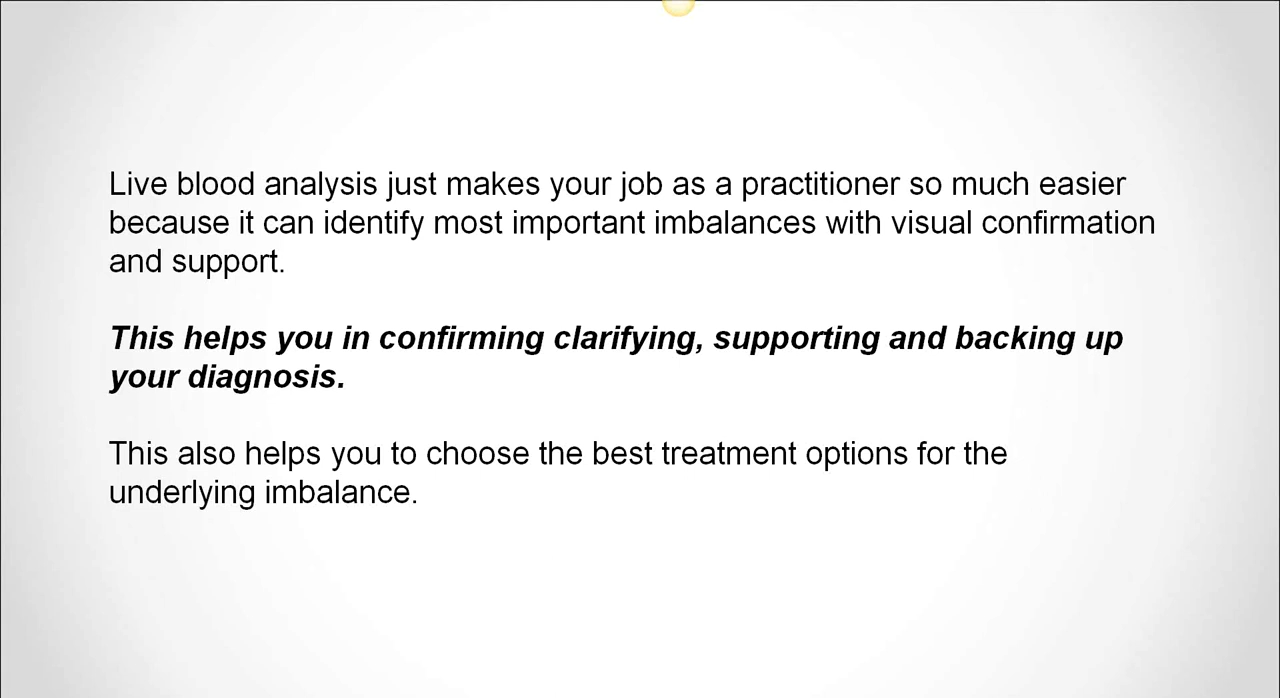 Live blood analysis just makes your job as a practitioner so much easier
because it can identify most important imbalances with visual confirmation
and support.
This helps you in confirming clarifying, supporting and backing up
your diagnosis.
This also helps you to choose the best treatment options for the
underlying imbalance.